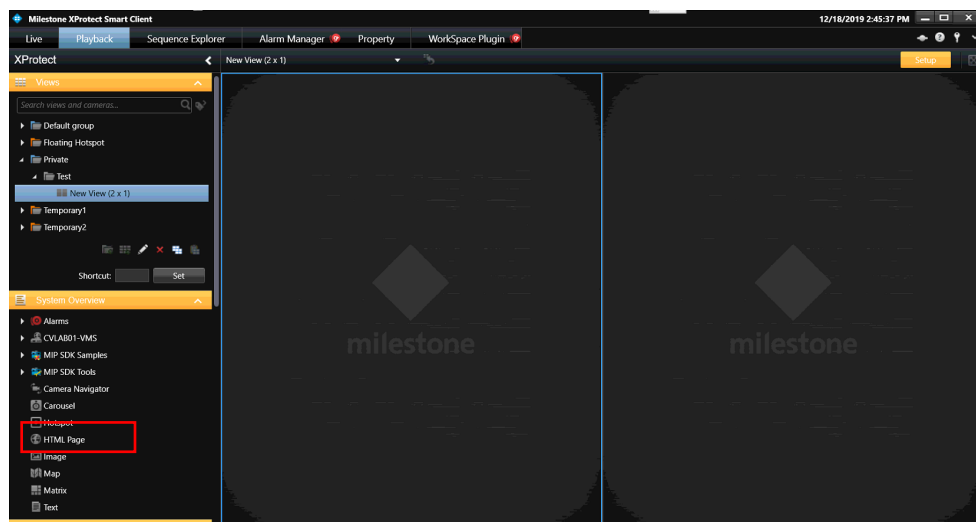 Milestone XProtect Smart Client
12/18/2019 2:45:37 PM
Live Playback Sequence Explorer Alarm Manager Property WorkSpace Plugin
XProtect
New View (2 x 1)
Setup
Views
Search views and cameras...
Default group
Floating Hotspot
Private
Test
New View (2 x 1)
Temporary1
Temporary2
Shortcut: Set
System Overview
Alarms
CVLAB01-VMS
MIP SDK Samples
MIP SDK Tools
Camera Navigator
Carousel
Hotspot
HTML Page
Image
Map
Matrix
Text
milestone
milestone